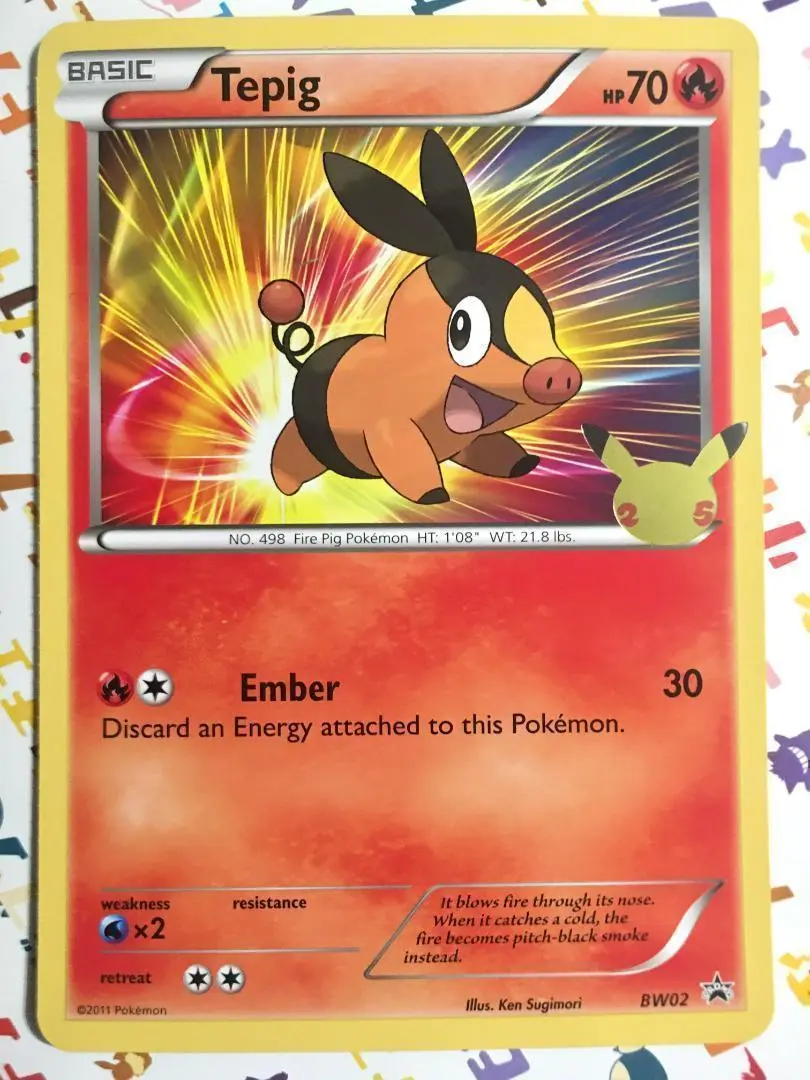 BASIC
Tepig
HP70
NO. 498 Fire Pig Pokémon HT: 1'08" WT: 21.8 lbs.
25
Ember 30
Discard an Energy attached to this Pokémon.
weakness resistance
×2
It blows fire through its nose.
When it catches a cold, the
fire becomes pitch-black smoke
instead.
retreat
©2011 Pokémon
Illus. Ken Sugimori
BW02